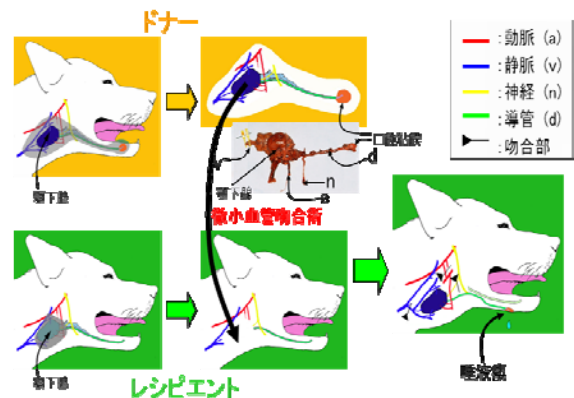 ドナー
: 動脈 (a)
: 静脈 (v)
: 神経 (n)
: 導管 (d)
: 吻合部
口腔粘膜
v
d
顎下腺
n
a
顎下腺
微小血管吻合術
顎下腺
唾液瘻
レシピエント